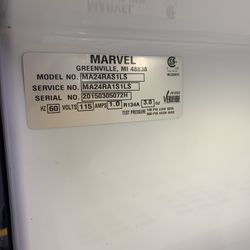 MARVEL
GREENVILLE, MI 48838
MODEL NO. MA24RAS1LS
SERVICE NO. MA24RAS1S1LS
SERIAL NO. 20150305072H
HZ 60 VOLTS 115 AMPS 1.0 R134A 3.0 oz
TEST PRESSURE